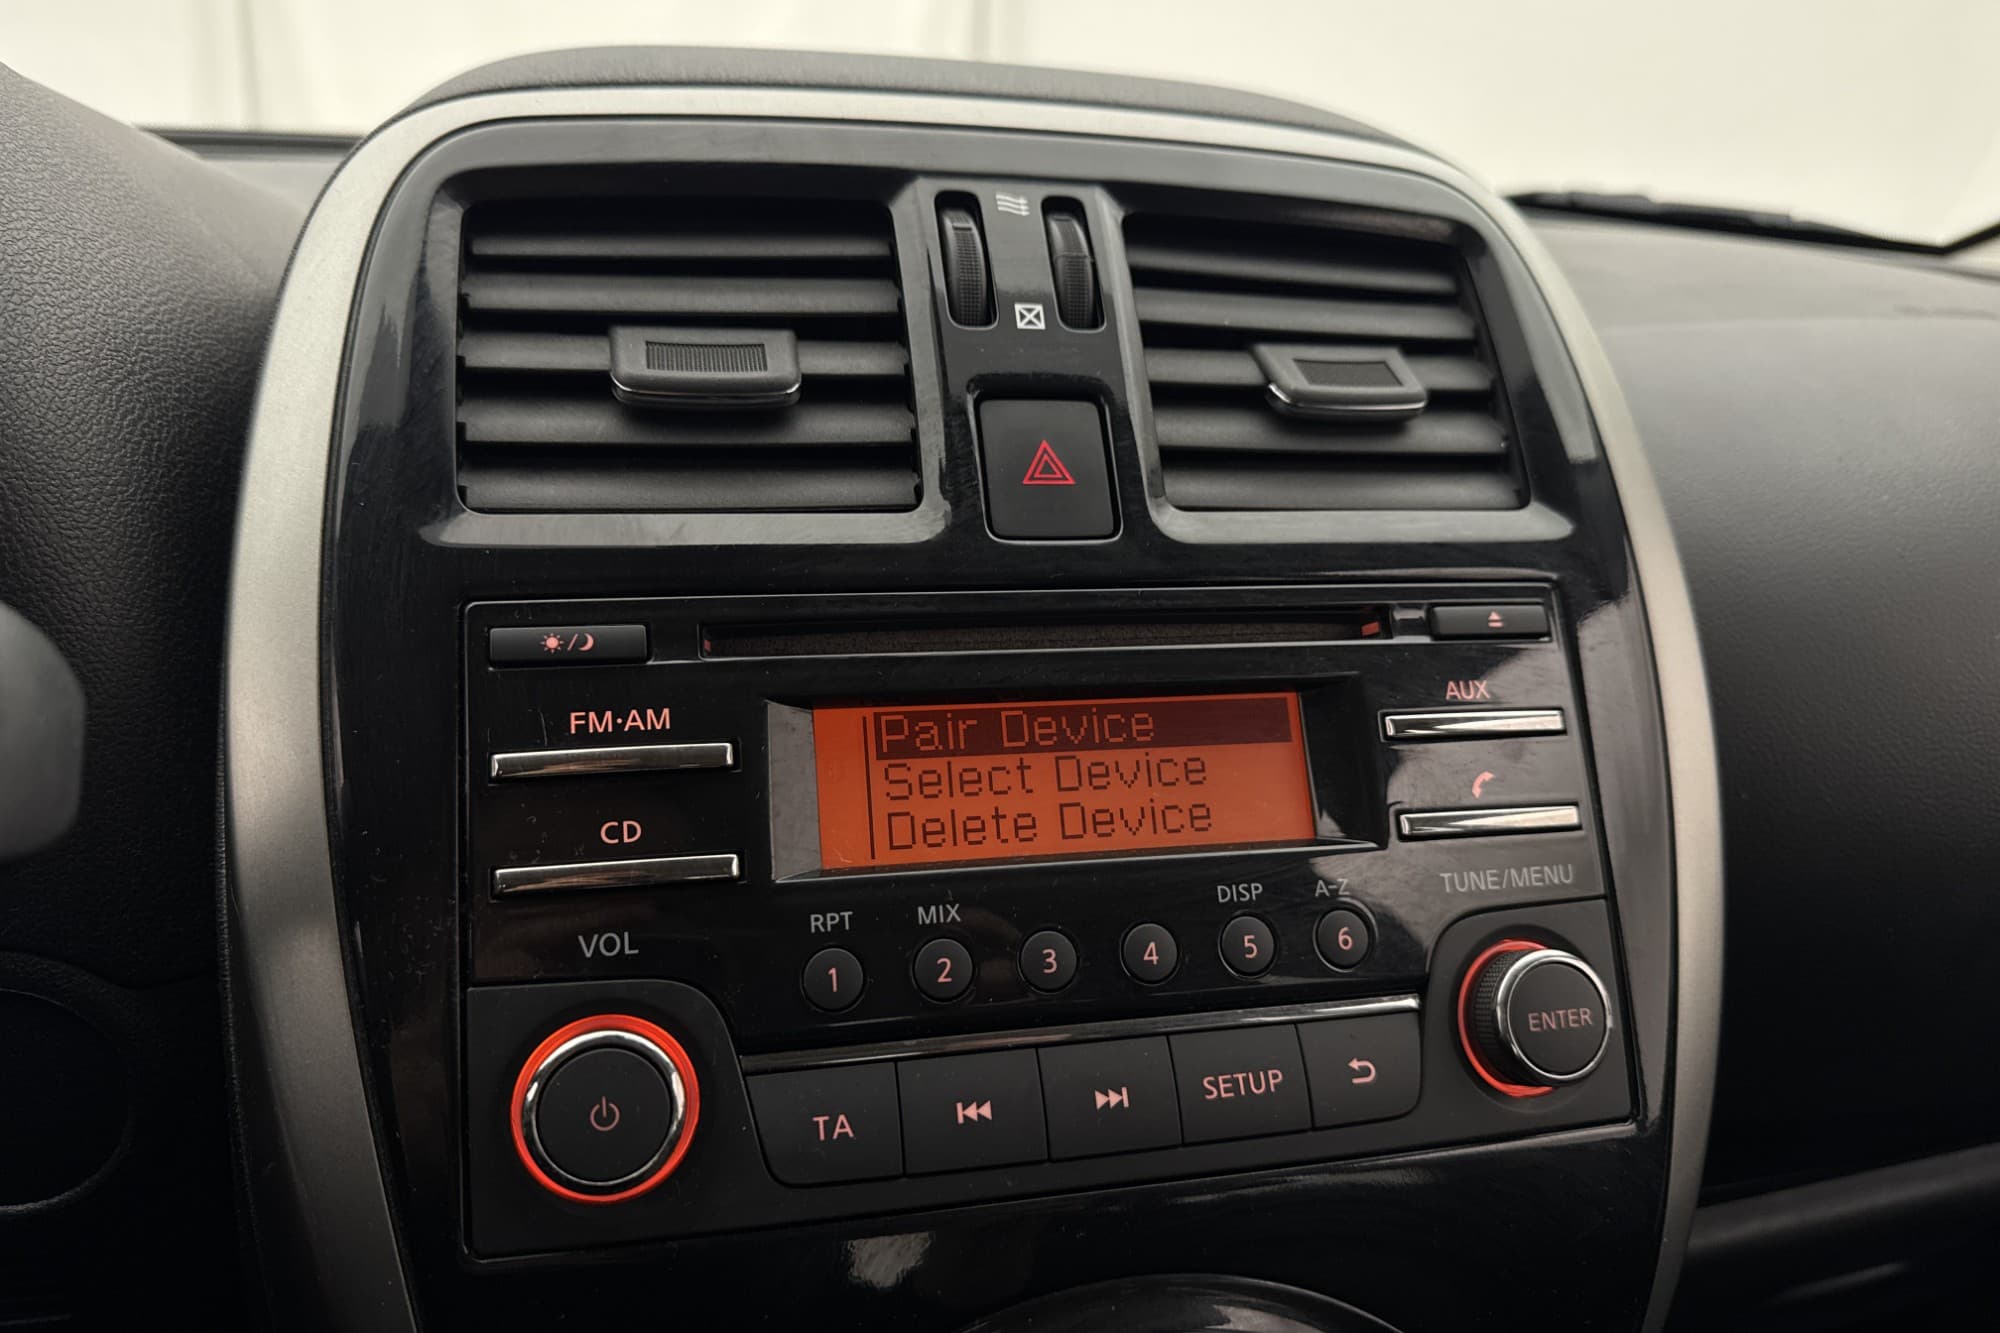 FM·AM
CD
VOL
Pair Device
Select Device
Delete Device
AUX
TUNE/MENU
RPT
MIX
DISP
A-Z
1
2
3
4
5
6
ENTER
TA
SETUP